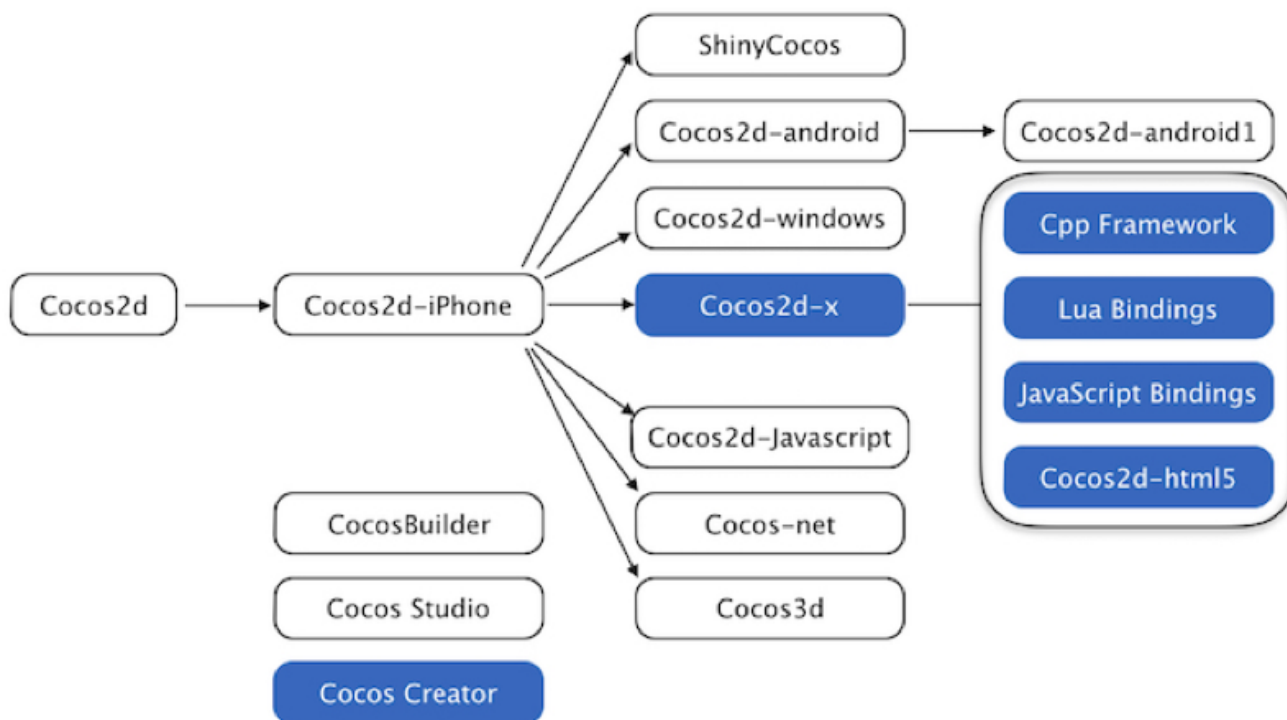 ShinyCocos
Cocos2d-android
Cocos2d-android1
Cocos2d-windows
Cpp Framework
Cocos2d
Cocos2d-iPhone
Cocos2d-x
Lua Bindings
JavaScript Bindings
Cocos2d-Javascript
Cocos2d-html5
CocosBuilder
Cocos-net
Cocos Studio
Cocos3d
Cocos Creator